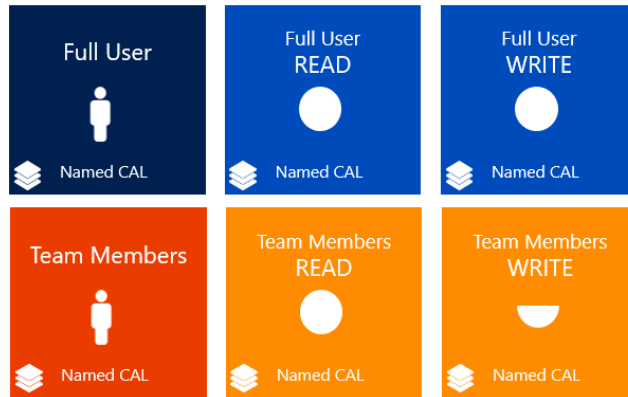 Full User
Named CAL
Full User
READ
Named CAL
Full User
WRITE
Named CAL
Team Members
Named CAL
Team Members
READ
Named CAL
Team Members
WRITE
Named CAL